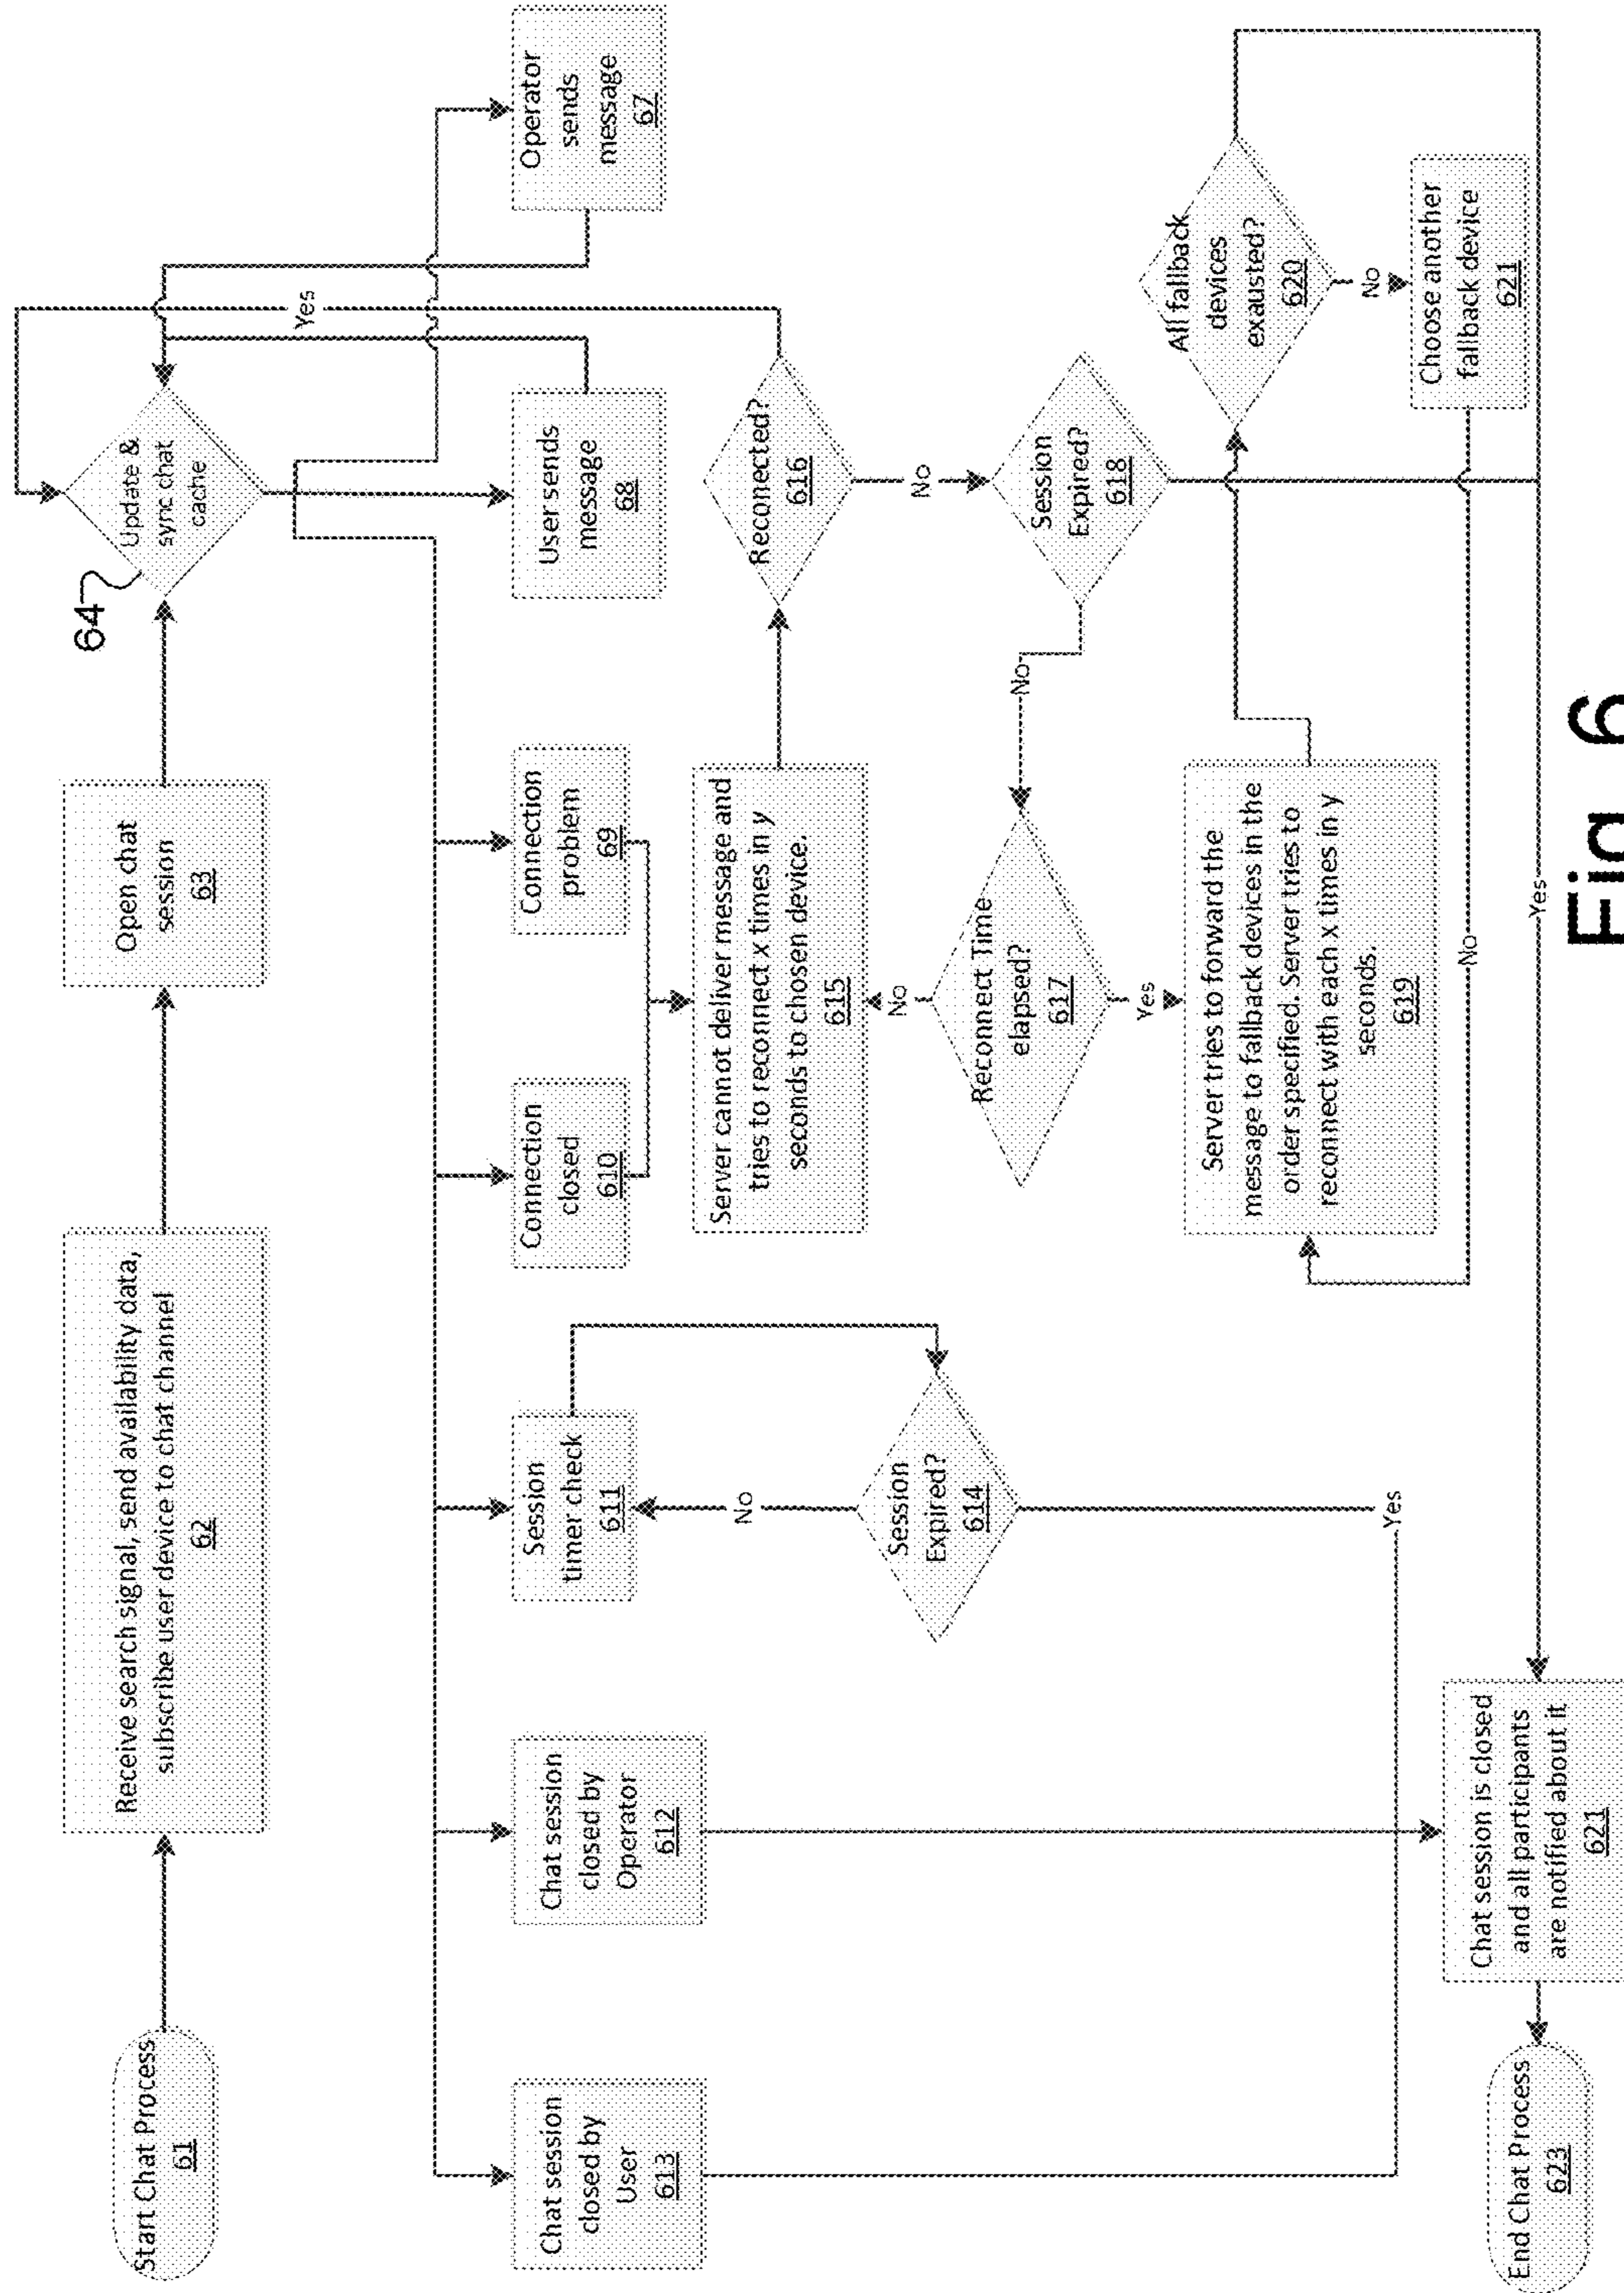 Start Chat Process
61
Receive search signal, send availability data,
subscribe user device to chat channel
62
Open chat
session
63
64
Update &
sync chat
cache
Chat session
closed by
User
613
Chat session
closed by
Operator
612
Session
timer check
611
Connection
closed
610
Connection
problem
69
User sends
message
68
Operator
sends
message
67
Yes
No
Session
Expired?
614
Yes
Server cannot deliver message and
tries to reconnect x times in y
seconds to chosen device.
615
Reconected?
616
No
No
Reconnect Time
elapsed?
617
No
Session
Expired?
618
Yes
Server tries to forward the
message to fallback devices in the
order specified. Server tries to
reconnect with each x times in y
seconds.
619
All fallback
devices
exausted?
620
No
Choose another
fallback device
621
No
Yes
Chat session is closed
and all participants
are notified about it
621
End Chat Process
623
Fig. 6